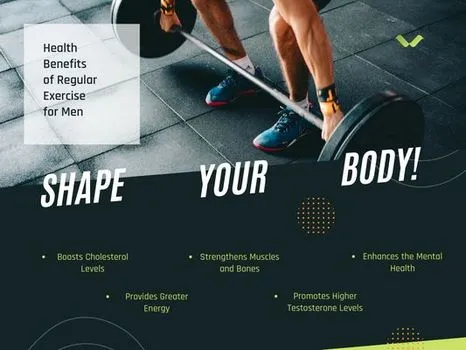 Health
Benefits
of Regular
Exercise
for Men
SHAPE YOUR BODY!
Boosts Cholesterol
Levels
Strengthens Muscles
and Bones
Enhances the Mental
Health
Provides Greater
Energy
Promotes Higher
Testosterone Levels